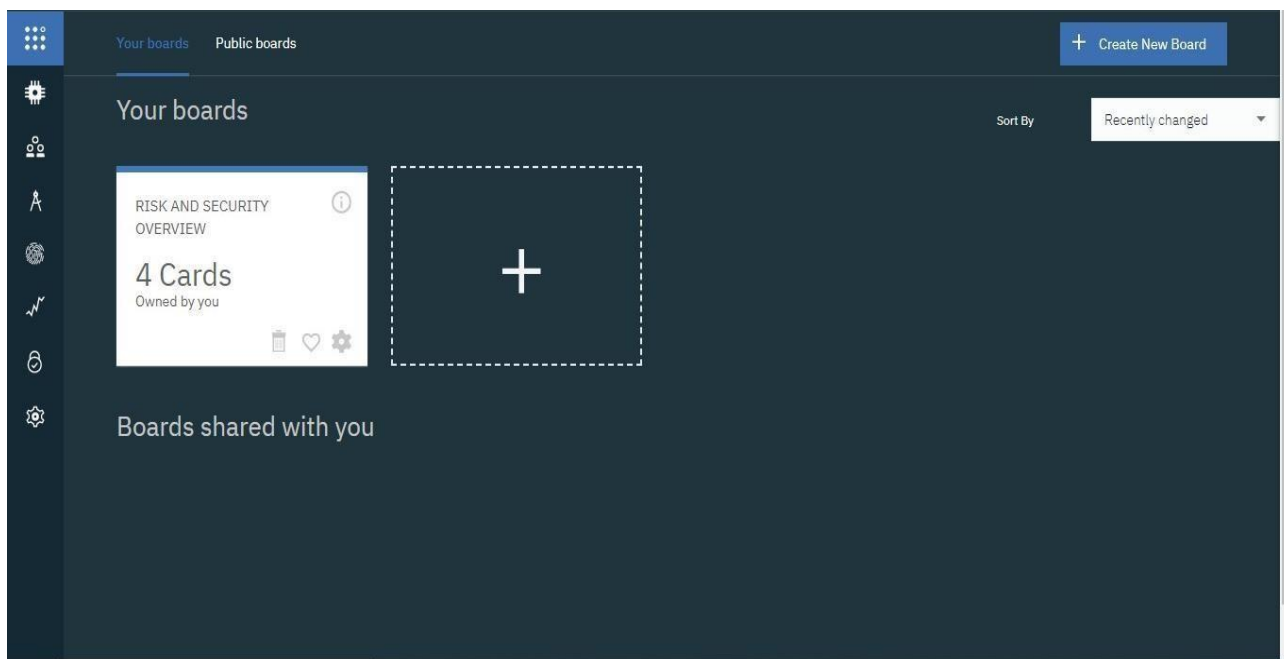 Your boards
Public boards
+ Create New Board
Your boards
Sort By
Recently changed
RISK AND SECURITY
OVERVIEW
4 Cards
Owned by you
Boards shared with you